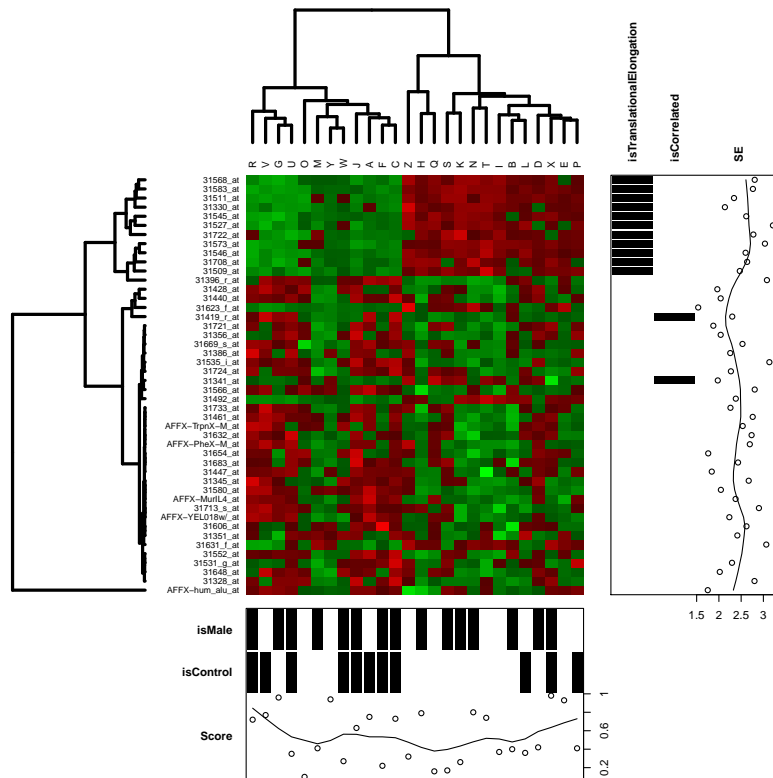 isTranslationalElongation
isCorrelated
SE
R V G U O M Y W J A F C Z H Q S K N T I B L D X E P
31568_at
31583_at
31511_at
31330_at
31545_at
31527_at
31722_at
31573_at
31546_at
31708_at
31509_at
31396_r_at
31428_at
31440_at
31623_f_at
31419_r_at
31721_at
31356_at
31669_s_at
31386_at
31535_i_at
31724_at
31341_at
31566_at
31492_at
31733_at
31461_at
AFFX-TrpnX-M_at
31632_at
AFFX-PheX-M_at
31654_at
31683_at
31447_at
31345_at
31580_at
AFFX-MurIL4_at
31713_s_at
AFFX-YEL018w/_at
31606_at
31351_at
31631_f_at
31552_at
31531_g_at
31648_at
31328_at
AFFX-hum_alu_at
1.5 2 2.5 3
isMale
isControl
Score
1
0.6
0.2